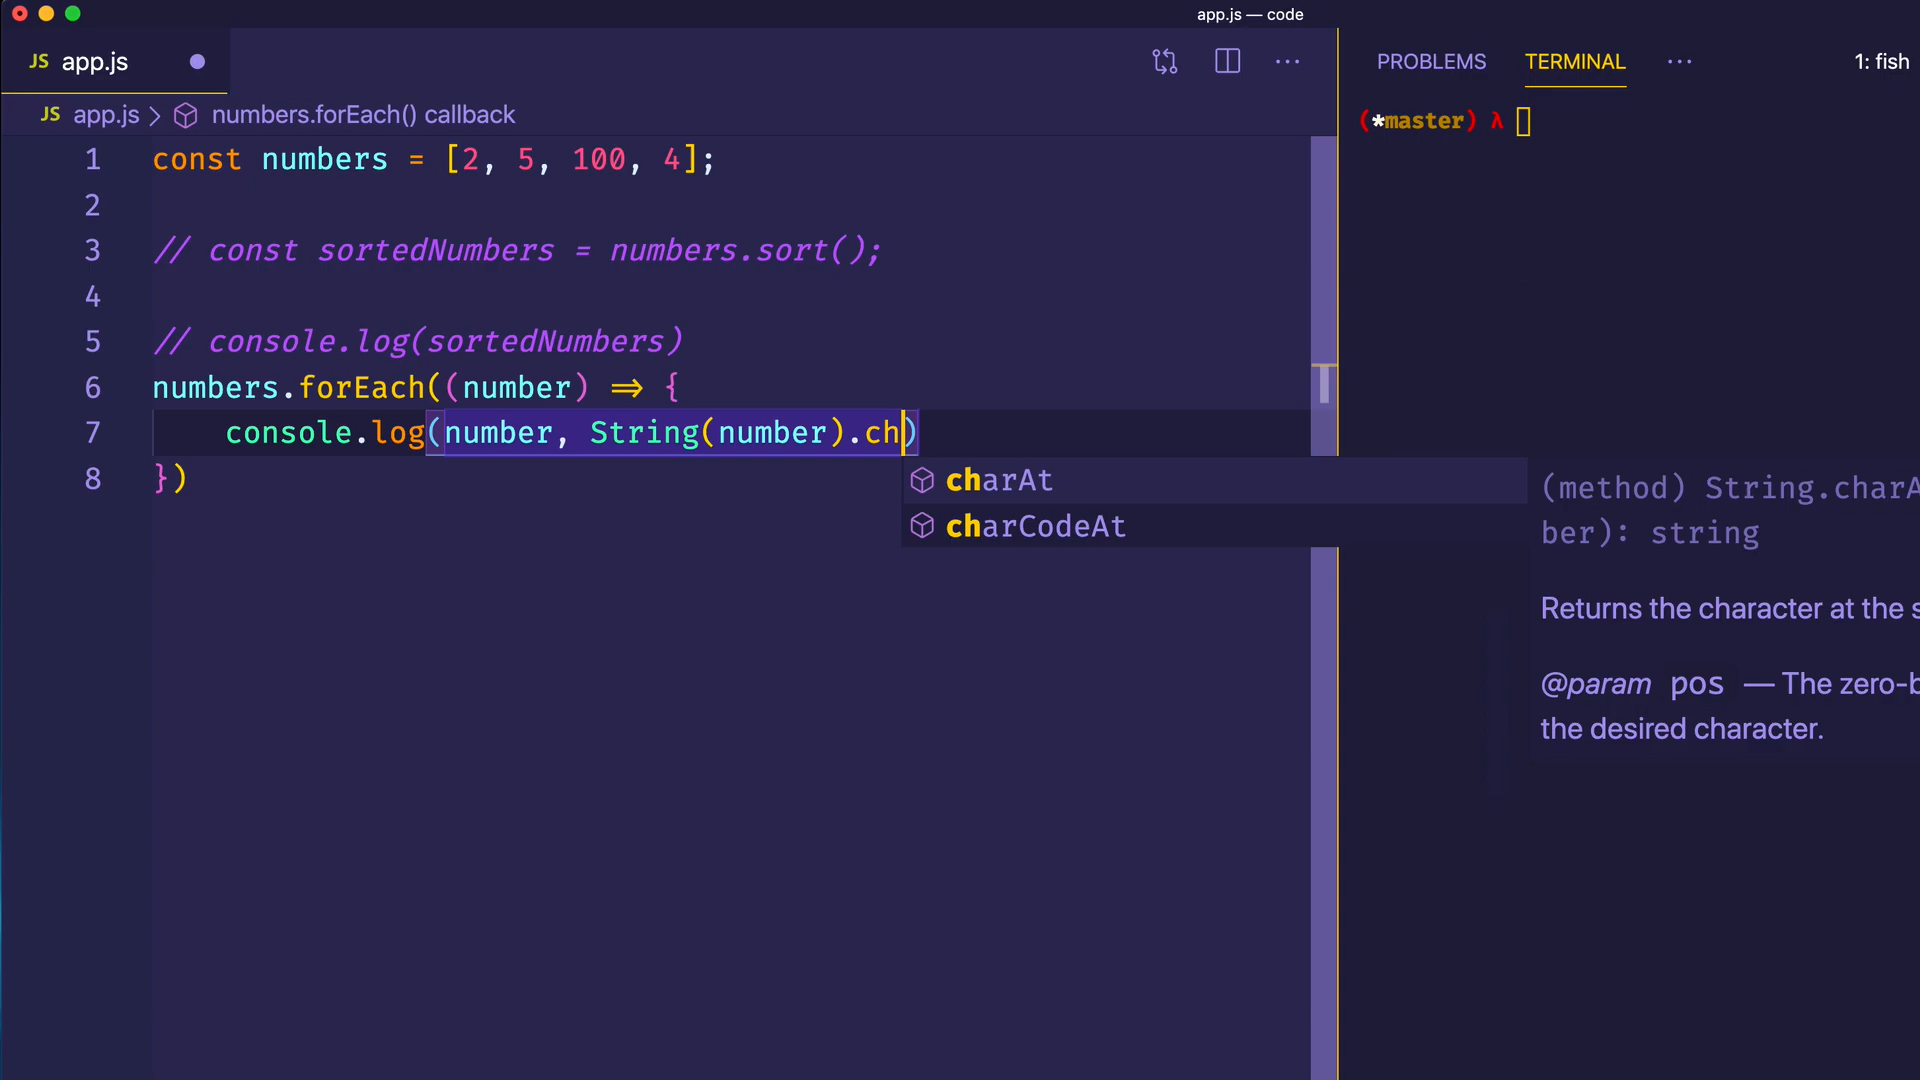 app.js — code
JS app.js
PROBLEMS TERMINAL ··· 1: fish
JS app.js > numbers.forEach() callback
(*master) λ
1 const numbers = [2, 5, 100, 4];
2
3 // const sortedNumbers = numbers.sort();
4
5 // console.log(sortedNumbers)
6 numbers.forEach((number) => {
7 console.log(number, String(number).ch)
8 })
charAt
charCodeAt
(method) String.charA
ber): string
Returns the character at the s
@param pos — The zero-b
the desired character.